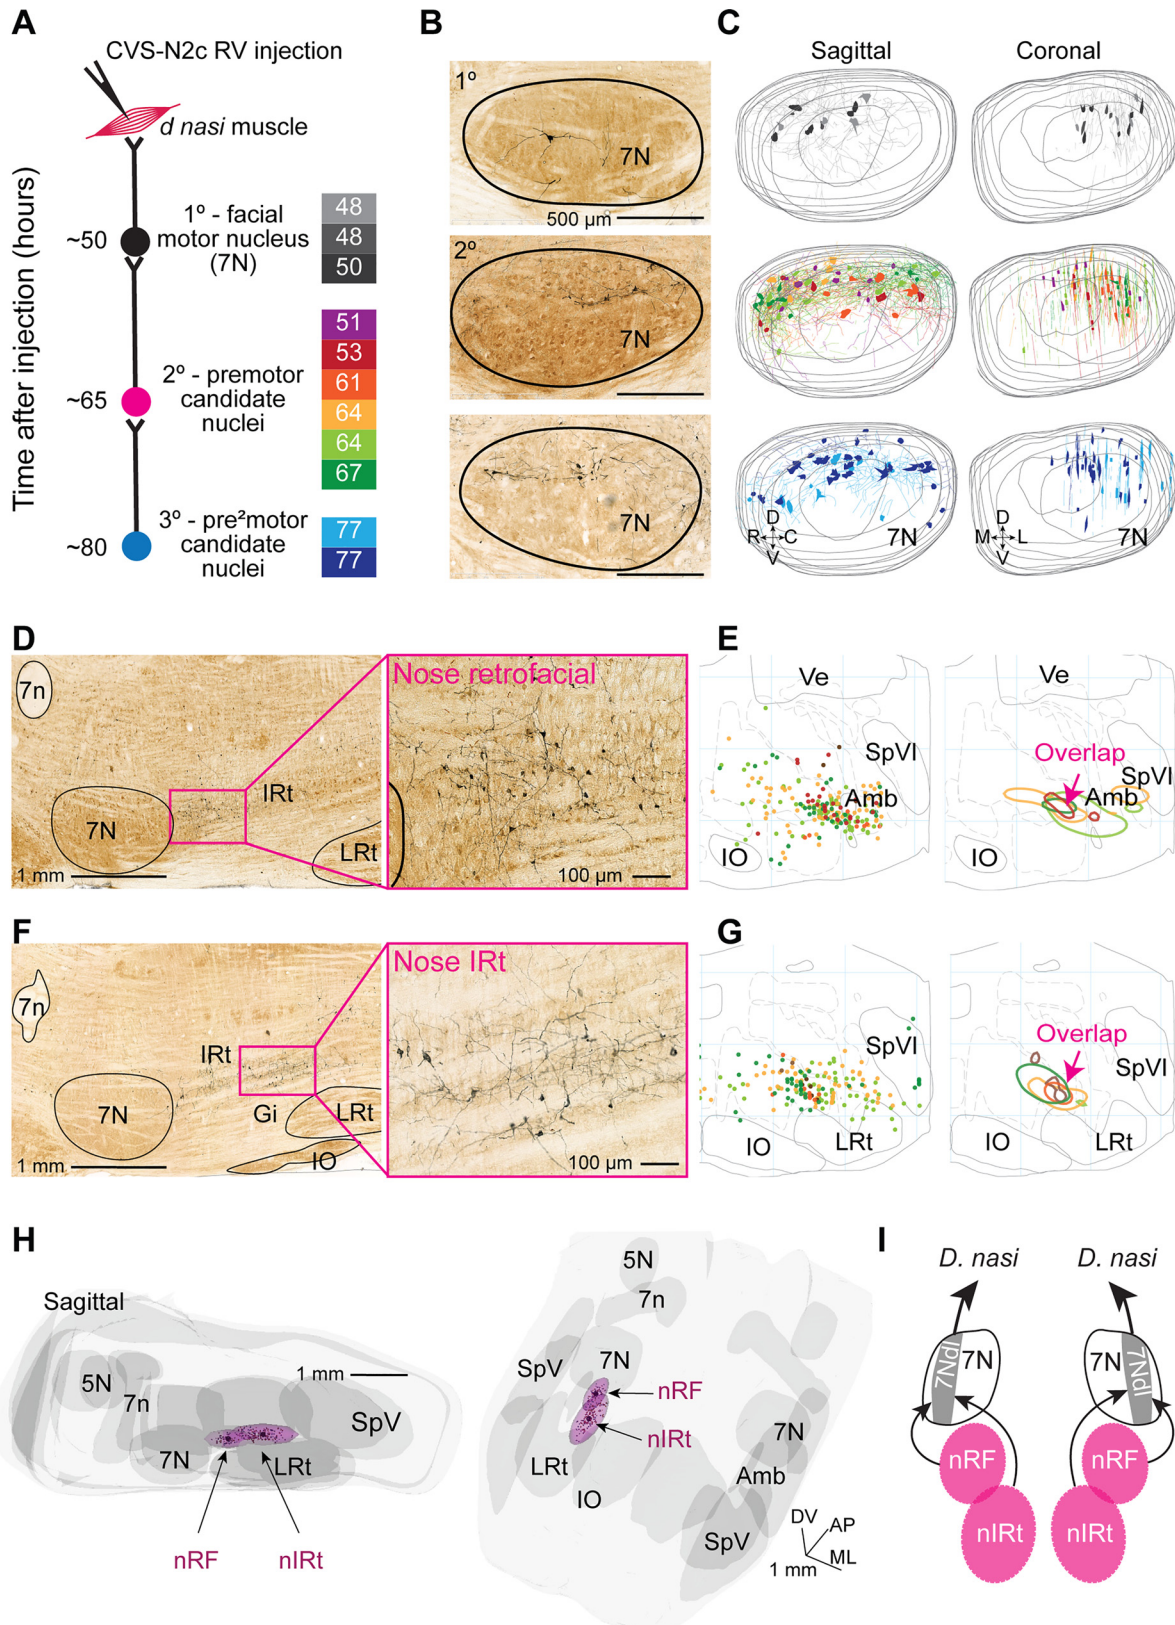 A
CVS-N2c RV injection
d nasi muscle
Time after injection (hours)
~50
1º - facial
motor nucleus
(7N)
48
48
50
~65
2º - premotor
candidate
nuclei
51
53
61
64
64
67
~80
3º - pre²motor
candidate
nuclei
77
77
B
1º
7N
500 µm
2º
7N
7N
C
Sagittal
Coronal
D
R
C
V
7N
D
M
L
V
7N
D
7n
7N
IRt
LRt
1 mm
Nose retrofacial
100 µm
E
Ve
SpVI
Amb
IO
Ve
Overlap
SpVI
Amb
IO
F
7n
IRt
7N
Gi
LRt
IO
1 mm
Nose IRt
100 µm
G
SpVI
IO
LRt
Overlap
SpVI
IO
LRt
H
Sagittal
1 mm
5N
7n
7N
SpV
LRt
nRF
nIRt
5N
7n
SpV
7N
nRF
nIRt
LRt
IO
7N
Amb
SpV
DV
AP
ML
1 mm
I
D. nasi
D. nasi
7Ndl
7N
7N
7Ndl
nRF
nRF
nIRt
nIRt